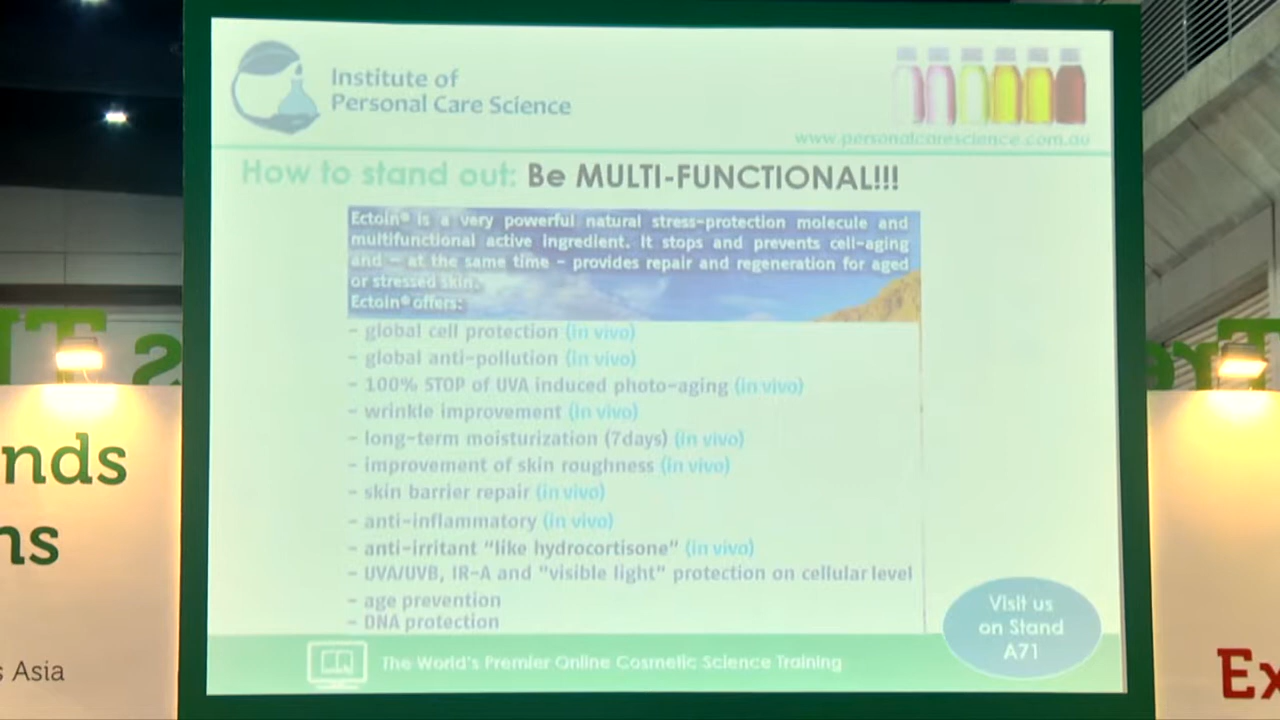 Institute of
Personal Care Science
www.personalcarescience.com.au
How to stand out: Be MULTI-FUNCTIONAL!!!
Ectoin® is a very powerful natural stress-protection molecule and
multifunctional active ingredient. It stops and prevents cell-aging
and - at the same time - provides repair and regeneration for aged
or stressed skin.
Ectoin® offers:
- global cell protection (in vivo)
- global anti-pollution (in vivo)
- 100% STOP of UVA induced photo-aging (in vivo)
- wrinkle improvement (in vivo)
- long-term moisturization (7days) (in vivo)
- improvement of skin roughness (in vivo)
- skin barrier repair (in vivo)
- anti-inflammatory (in vivo)
- anti-irritant "like hydrocortisone" (in vivo)
- UVA/UVB, IR-A and "visible light" protection on cellular level
- age prevention
- DNA protection
Visit us
on Stand
A71
The World's Premier Online Cosmetic Science Training
nds
ns
s Asia
Ex